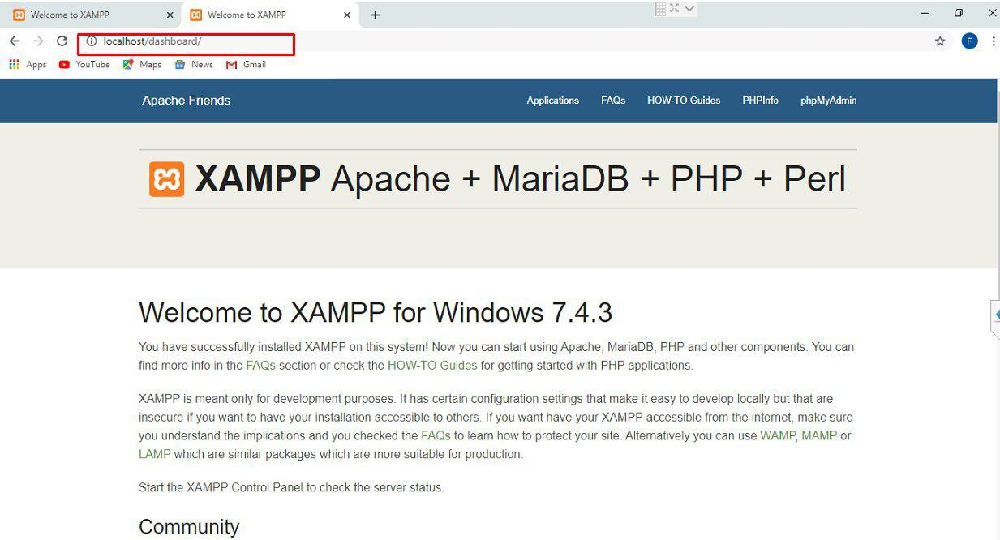 Welcome to XAMPP
Welcome to XAMPP
localhost/dashboard/
F
Apps YouTube Maps News Gmail
Apache Friends Applications FAQs HOW-TO Guides PHPInfo phpMyAdmin
XAMPP Apache + MariaDB + PHP + Perl
Welcome to XAMPP for Windows 7.4.3
You have successfully installed XAMPP on this system! Now you can start using Apache, MariaDB, PHP and other components. You can
find more info in the FAQs section or check the HOW-TO Guides for getting started with PHP applications.
XAMPP is meant only for development purposes. It has certain configuration settings that make it easy to develop locally but that are
insecure if you want to have your installation accessible to others. If you want have your XAMPP accessible from the internet, make sure
you understand the implications and you checked the FAQs to learn how to protect your site. Alternatively you can use WAMP, MAMP or
LAMP which are similar packages which are more suitable for production.
Start the XAMPP Control Panel to check the server status.
Community